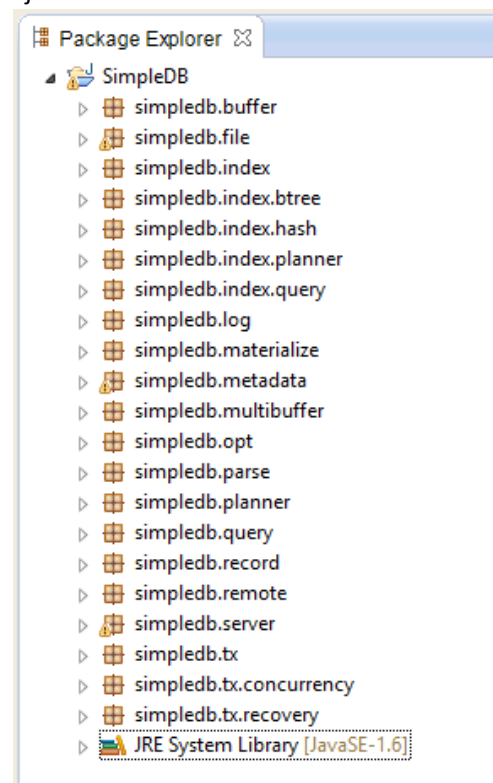 Package Explorer
SimpleDB
simpledb.buffer
simpledb.file
simpledb.index
simpledb.index.btree
simpledb.index.hash
simpledb.index.planner
simpledb.index.query
simpledb.log
simpledb.materialize
simpledb.metadata
simpledb.multibuffer
simpledb.opt
simpledb.parse
simpledb.planner
simpledb.query
simpledb.record
simpledb.remote
simpledb.server
simpledb.tx
simpledb.tx.concurrency
simpledb.tx.recovery
JRE System Library [JavaSE-1.6]